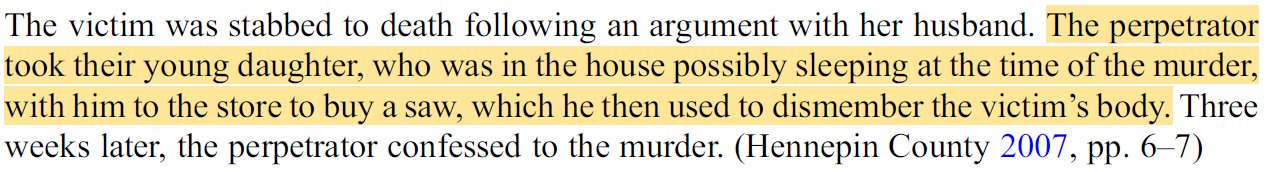 The victim was stabbed to death following an argument with her husband. The perpetrator
took their young daughter, who was in the house possibly sleeping at the time of the murder,
with him to the store to buy a saw, which he then used to dismember the victim’s body. Three
weeks later, the perpetrator confessed to the murder. (Hennepin County 2007, pp. 6–7)